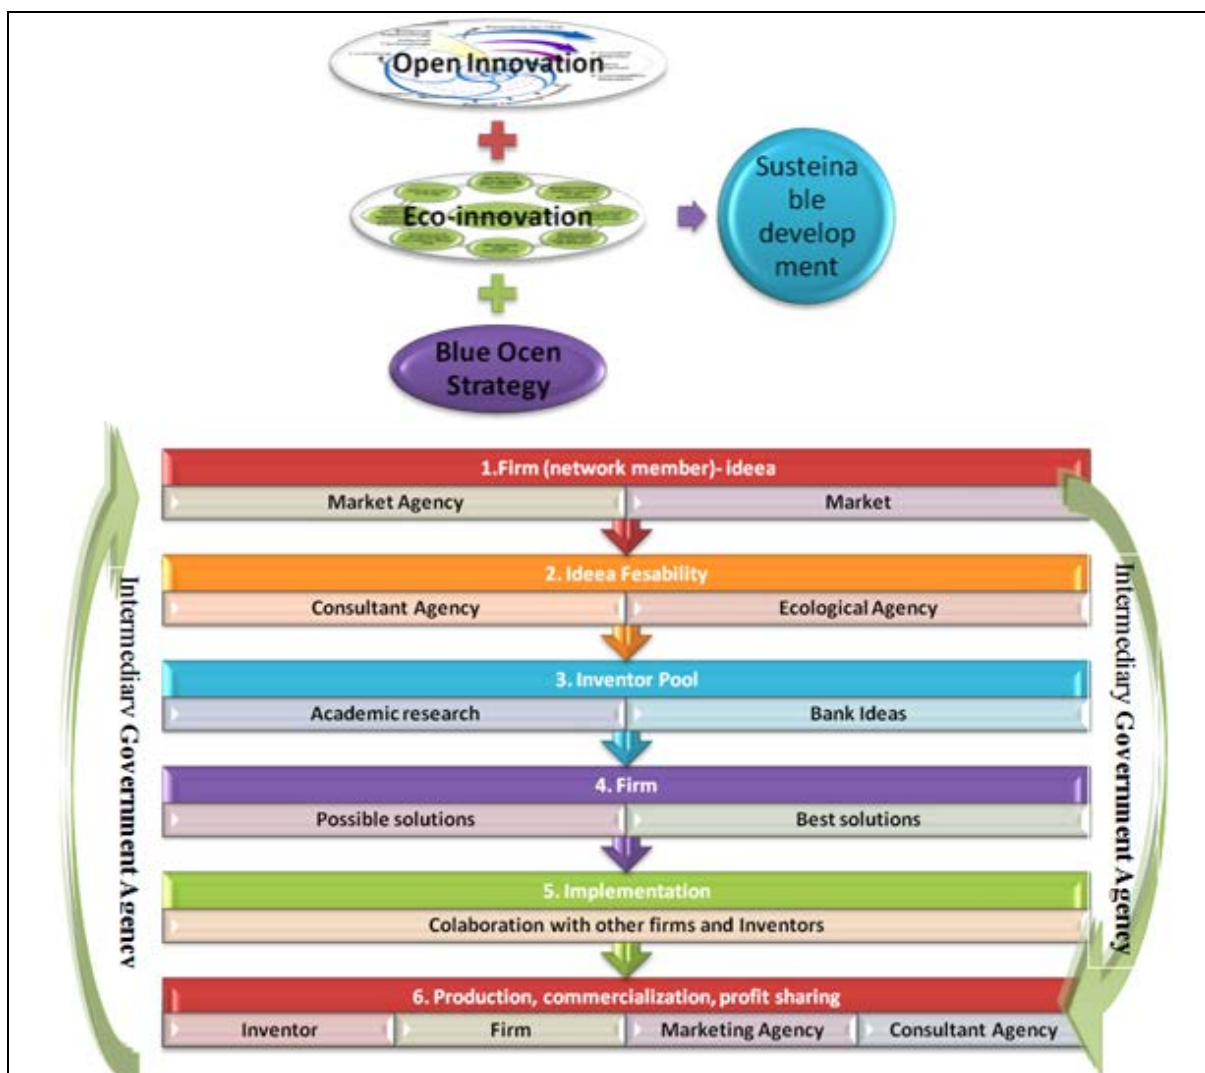 Open Innovation
Eco-innovation
Susteina
ble
develop
ment
Blue Ocen
Strategy
1.Firm (network member)- ideea
Market Agency
Market
2. Ideea Fesability
Consultant Agency
Ecological Agency
3. Inventor Pool
Academic research
Bank Ideas
4. Firm
Possible solutions
Best solutions
5. Implementation
Colaboration with other firms and Inventors
6. Production, commercialization, profit sharing
Inventor
Firm
Marketing Agency
Consultant Agency
Intermediary Government Agency
Intermediary Government Agency